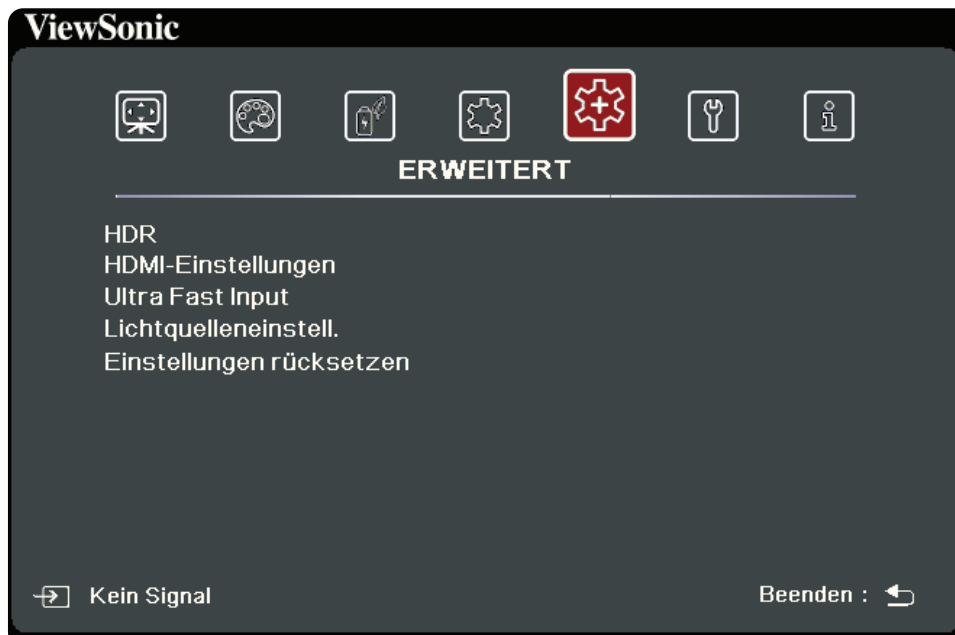 ViewSonic
ERWEITERT
HDR
HDMI-Einstellungen
Ultra Fast Input
Lichtquelleneinstell.
Einstellungen rücksetzen
Kein Signal
Beenden :